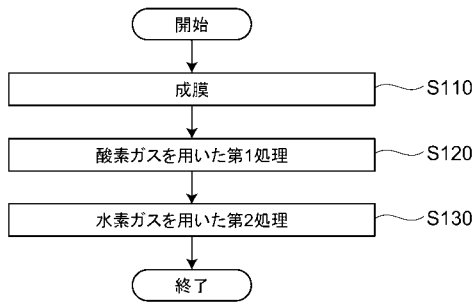 開始
成膜
S110
酸素ガスを用いた第1処理
S120
水素ガスを用いた第2処理
S130
終了